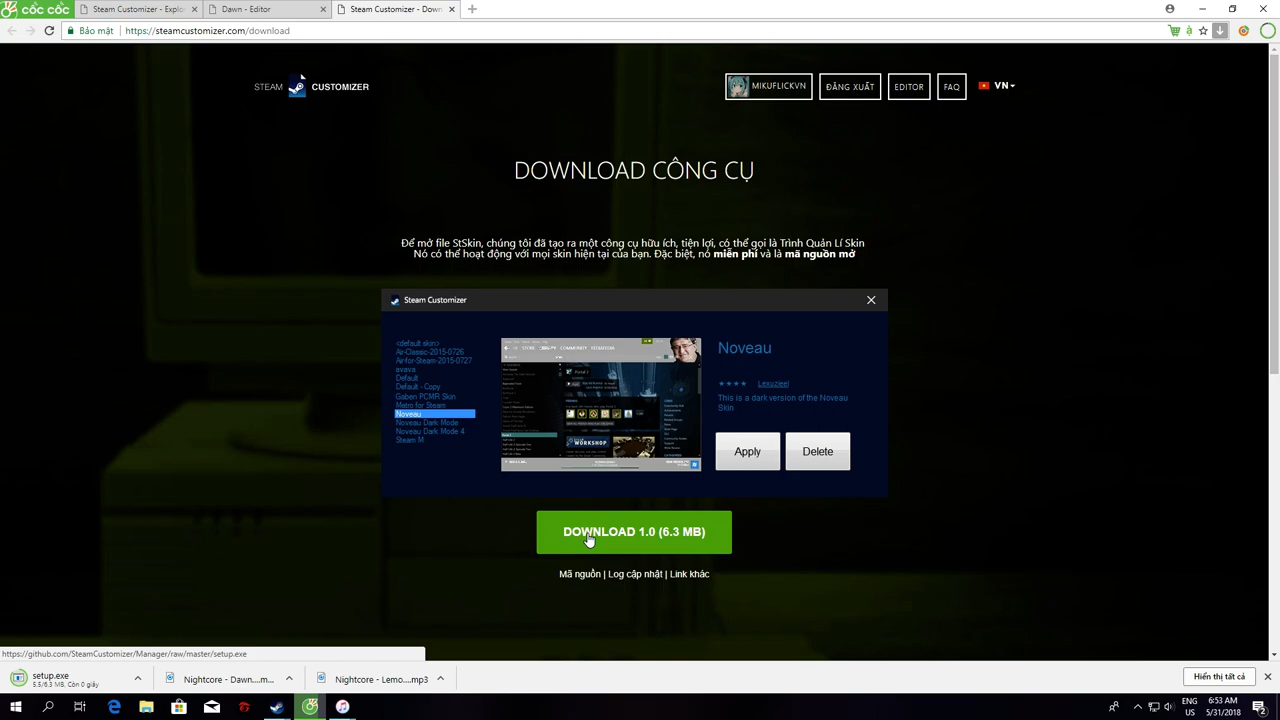 cốc cốc
Steam Customizer - Explo
Dawn - Editor
Steam Customizer - Dow
Bảo mật
https://steamcustomizer.com/download
STEAM CUSTOMIZER
MIKUFLICKVN
ĐĂNG XUẤT
EDITOR
FAQ
VN
DOWNLOAD CÔNG CỤ
Để mở file StSkin, chúng tôi đã tạo ra một công cụ hữu ích, tiện lợi, có thể gọi là Trình Quản Lí Skin
Nó có thể hoạt động với mọi skin hiện tại của bạn. Đặc biệt, nó miễn phí và là mã nguồn mở
Steam Customizer
<default skin>
Air-Classic-2015-0726
Air-for-Steam-2015-0727
avava
Default
Default - Copy
Gaben PCMR Skin
Metro for Steam
Noveau
Noveau Dark Mode
Noveau Dark Mode 4
Steam M
STORE
COMMUNITY
WORKSHOP
Noveau
Lexuzieel
This is a dark version of the Noveau
Skin
Apply
Delete
DOWNLOAD 1.0 (6.3 MB)
Mã nguồn | Log cập nhật | Link khác
https://github.com/SteamCustomizer/Manager/raw/master/setup.exe
setup.exe
5.5/6.3 MB, Còn 0 giây
Nightcore - Dawn....m...
Nightcore - Lemo....mp3
Hiển thị tất cả
ENG
US
6:53 AM
5/31/2018
2